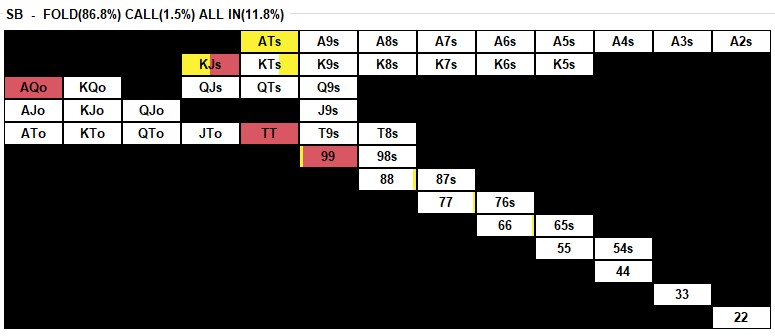 SB - FOLD(86.8%) CALL(1.5%) ALL IN(11.8%)
ATs A9s A8s A7s A6s A5s A4s A3s A2s
KJs KTs K9s K8s K7s K6s K5s
AQo KQo QJs QTs Q9s
AJo KJo QJo J9s
ATo KTo QTo JTo TT T9s T8s
99 98s
88 87s
77 76s
66 65s
55 54s
44
33
22